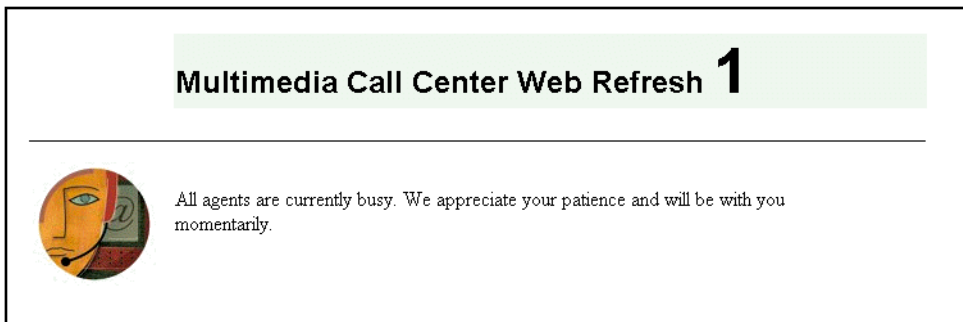 Multimedia Call Center Web Refresh 1
@
All agents are currently busy. We appreciate your patience and will be with you
momentarily.